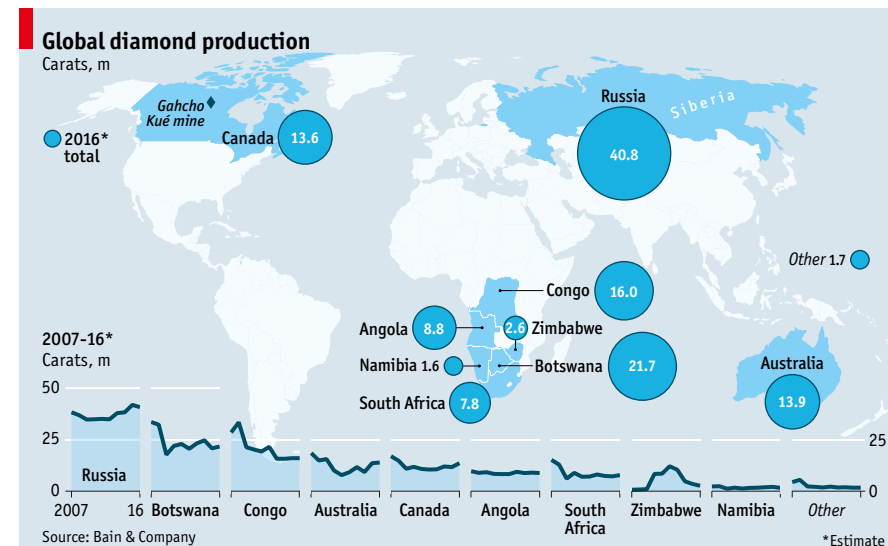 Global diamond production
Carats, m
Gahcho
Kué mine
2016*
total
Canada 13.6
Russia
Siberia
40.8
Other 1.7
Congo 16.0
Angola 8.8
2.6 Zimbabwe
Namibia 1.6
Botswana 21.7
South Africa 7.8
Australia
13.9
2007-16*
Carats, m
50
25
25
Russia
0
0
2007 16 Botswana Congo Australia Canada Angola South Africa Zimbabwe Namibia Other
Source: Bain & Company
*Estimate